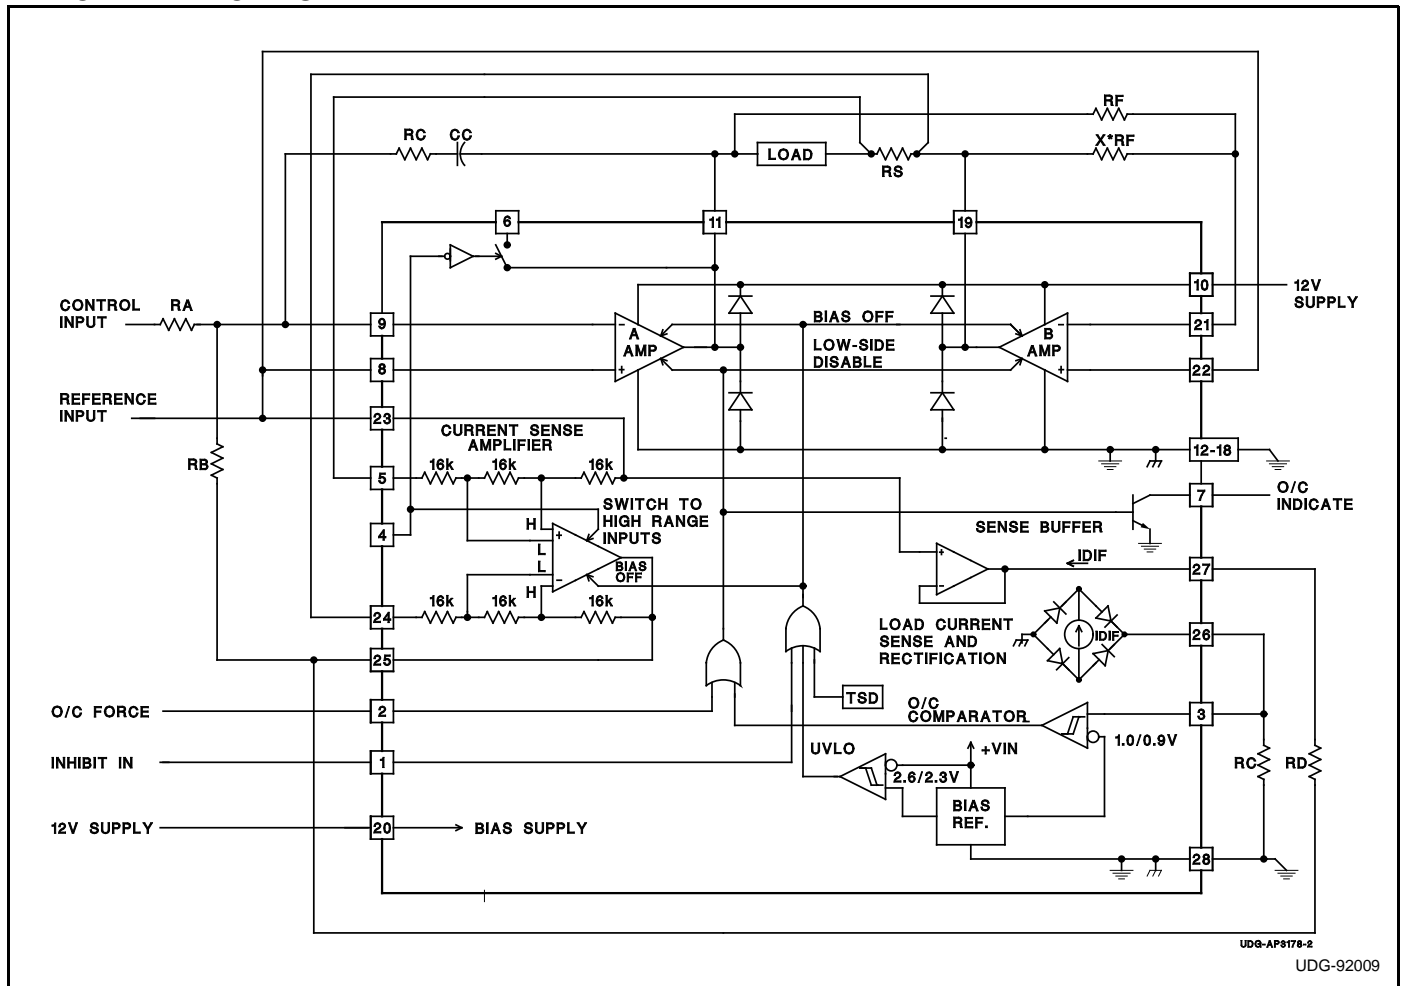 RF
RC CC
X*RF
LOAD
RS
6
11
19
CONTROL
INPUT
RA
9
8
REFERENCE
INPUT
23
RB
5
4
24
25
O/C FORCE
2
INHIBIT IN
1
12V SUPPLY
20
BIAS SUPPLY
A
AMP
-
+
BIAS OFF
LOW-SIDE
DISABLE
B
AMP
-
+
10
12V
SUPPLY
21
22
12-18
7
O/C
INDICATE
27
26
3
28
CURRENT SENSE
AMPLIFIER
16k 16k 16k
SWITCH TO
HIGH RANGE
INPUTS
H
L
L
H
+
-
BIAS
OFF
16k 16k 16k
SENSE BUFFER
+
-
IDIF
LOAD CURRENT
SENSE AND
RECTIFICATION
IDIF
TSD
O/C
COMPARATOR
1.0/0.9V
UVLO
+VIN
2.6/2.3V
BIAS
REF.
RC
RD
UDG-AP3178-2
UDG-92009